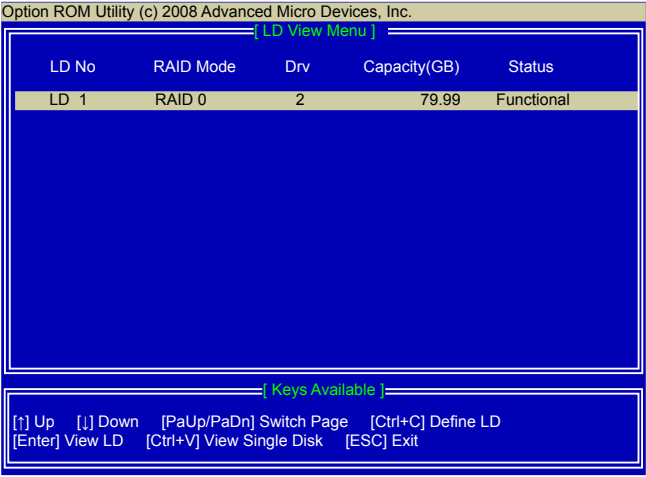 Option ROM Utility (c) 2008 Advanced Micro Devices, Inc.
[ LD View Menu ]
LD No RAID Mode Drv Capacity(GB) Status
LD 1 RAID 0 2 79.99 Functional
[ Keys Available ]
[↑] Up [↓] Down [PaUp/PaDn] Switch Page [Ctrl+C] Define LD
[Enter] View LD [Ctrl+V] View Single Disk [ESC] Exit